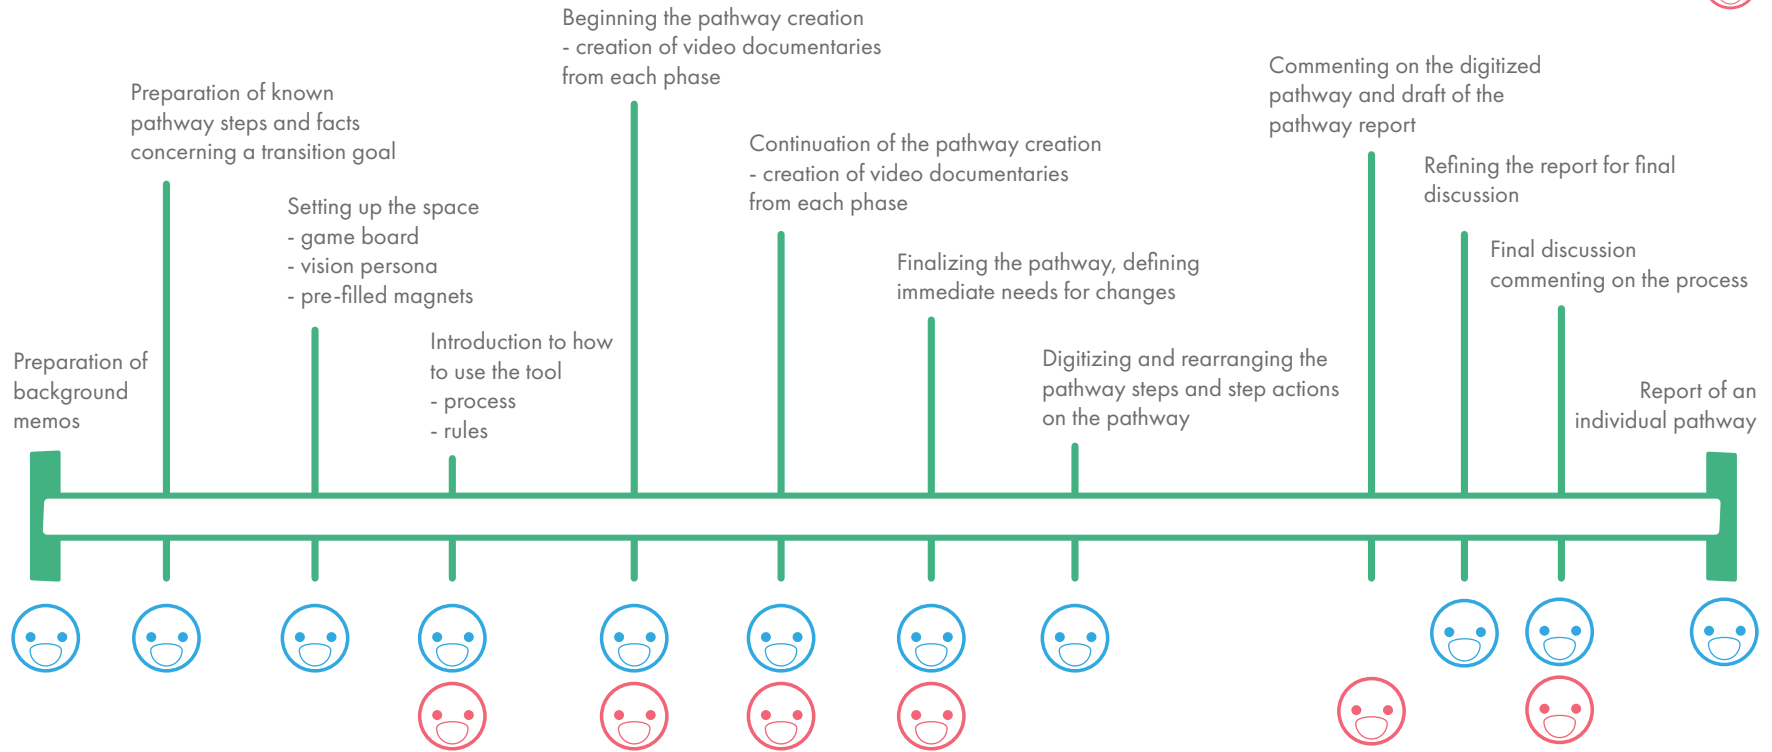 Preparation of
background
memos
Preparation of known
pathway steps and facts
concerning a transition goal
Setting up the space
- game board
- vision persona
- pre-filled magnets
Introduction to how
to use the tool
- process
- rules
Beginning the pathway creation
- creation of video documentaries
from each phase
Continuation of the pathway creation
- creation of video documentaries
from each phase
Finalizing the pathway, defining
immediate needs for changes
Digitizing and rearranging the
pathway steps and step actions
on the pathway
Commenting on the digitized
pathway and draft of the
pathway report
Refining the report for final
discussion
Final discussion
commenting on the process
Report of an
individual pathway